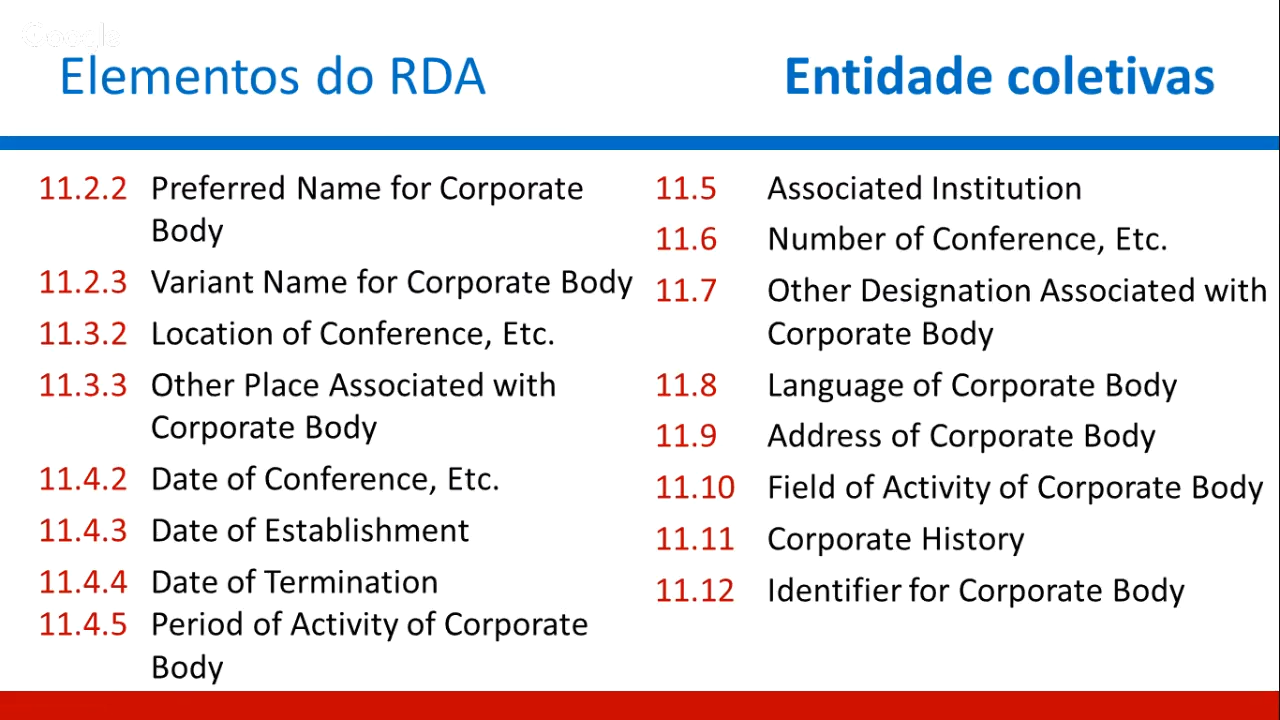 Google
Elementos do RDA
Entidade coletivas
11.2.2 Preferred Name for Corporate
Body
11.2.3 Variant Name for Corporate Body
11.3.2 Location of Conference, Etc.
11.3.3 Other Place Associated with
Corporate Body
11.4.2 Date of Conference, Etc.
11.4.3 Date of Establishment
11.4.4 Date of Termination
11.4.5 Period of Activity of Corporate
Body
11.5 Associated Institution
11.6 Number of Conference, Etc.
11.7 Other Designation Associated with
Corporate Body
11.8 Language of Corporate Body
11.9 Address of Corporate Body
11.10 Field of Activity of Corporate Body
11.11 Corporate History
11.12 Identifier for Corporate Body